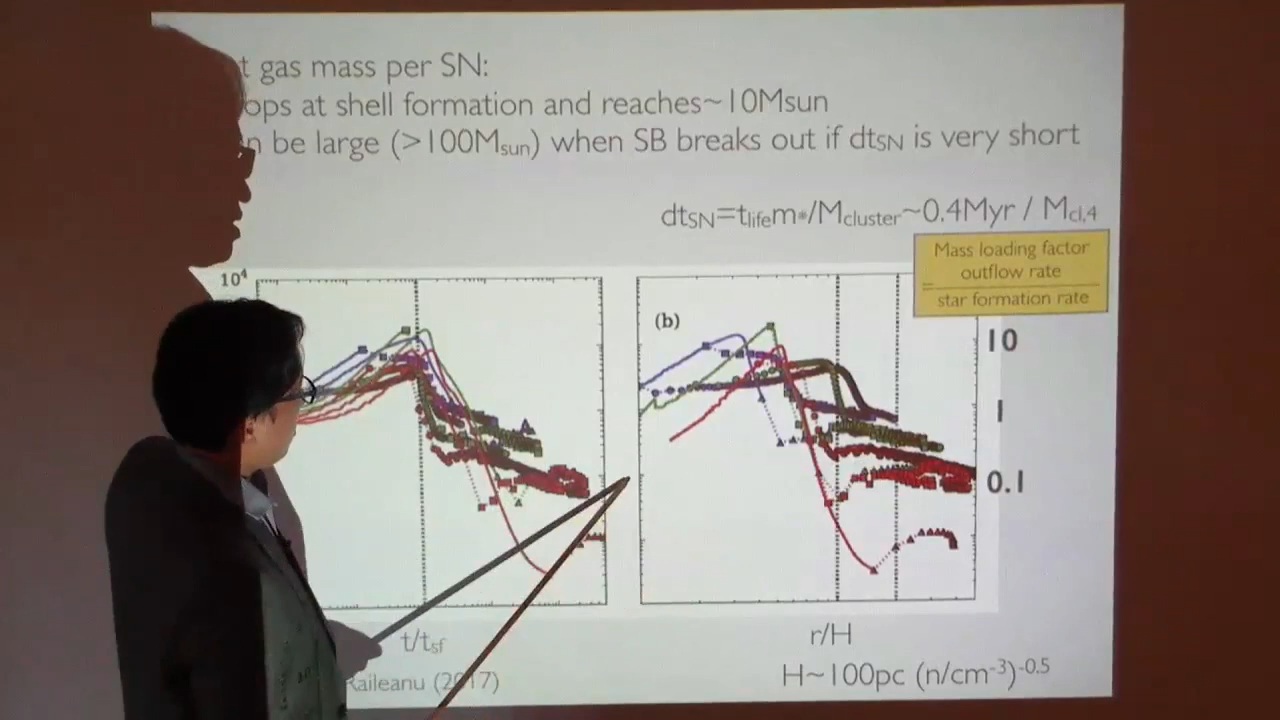 t gas mass per SN:
ops at shell formation and reaches~10Msun
n be large (>100Msun) when SB breaks out if dtSN is very short
dtSN=tlifem*/Mcluster~0.4Myr / Mcl,4
Mass loading factor
outflow rate
=
star formation rate
10⁴
(b)
10
1
0.1
t/tsf
r/H
Raileanu (2017)
H~100pc (n/cm⁻³)⁻⁰·⁵